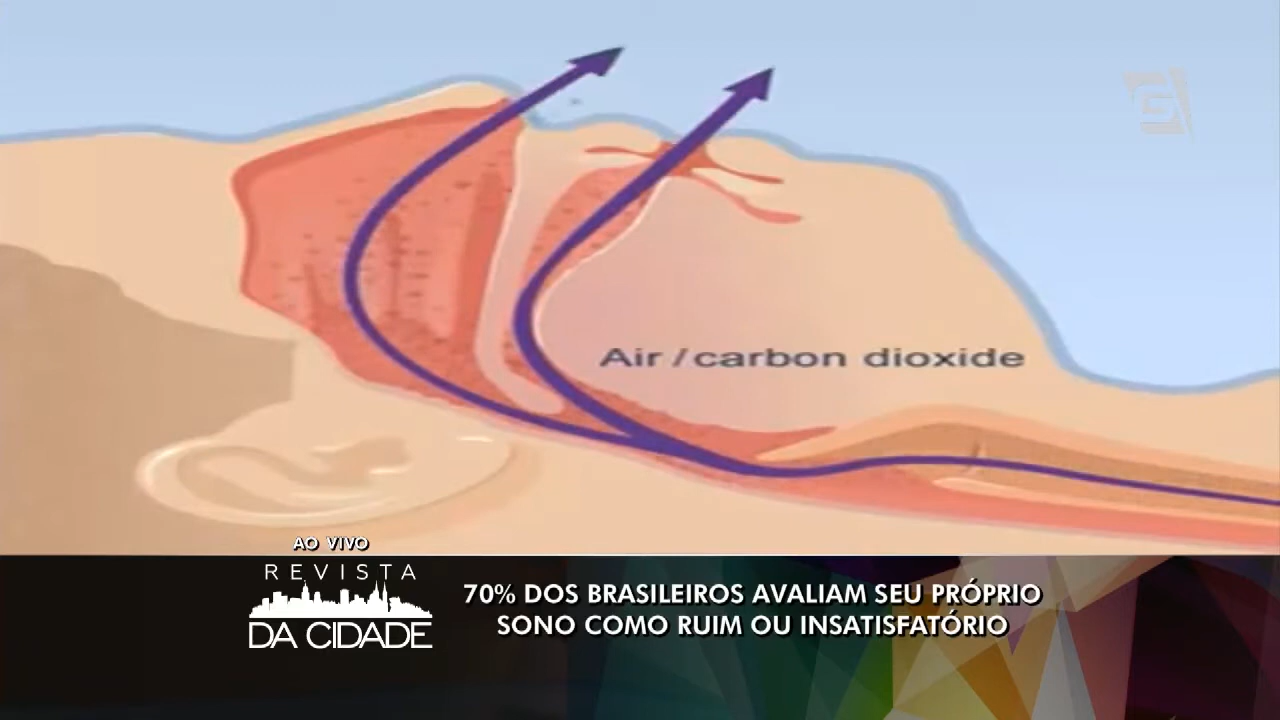 Air / carbon dioxide
AO VIVO
REVISTA
DA CIDADE
70% DOS BRASILEIROS AVALIAM SEU PRÓPRIO
SONO COMO RUIM OU INSATISFATÓRIO
G